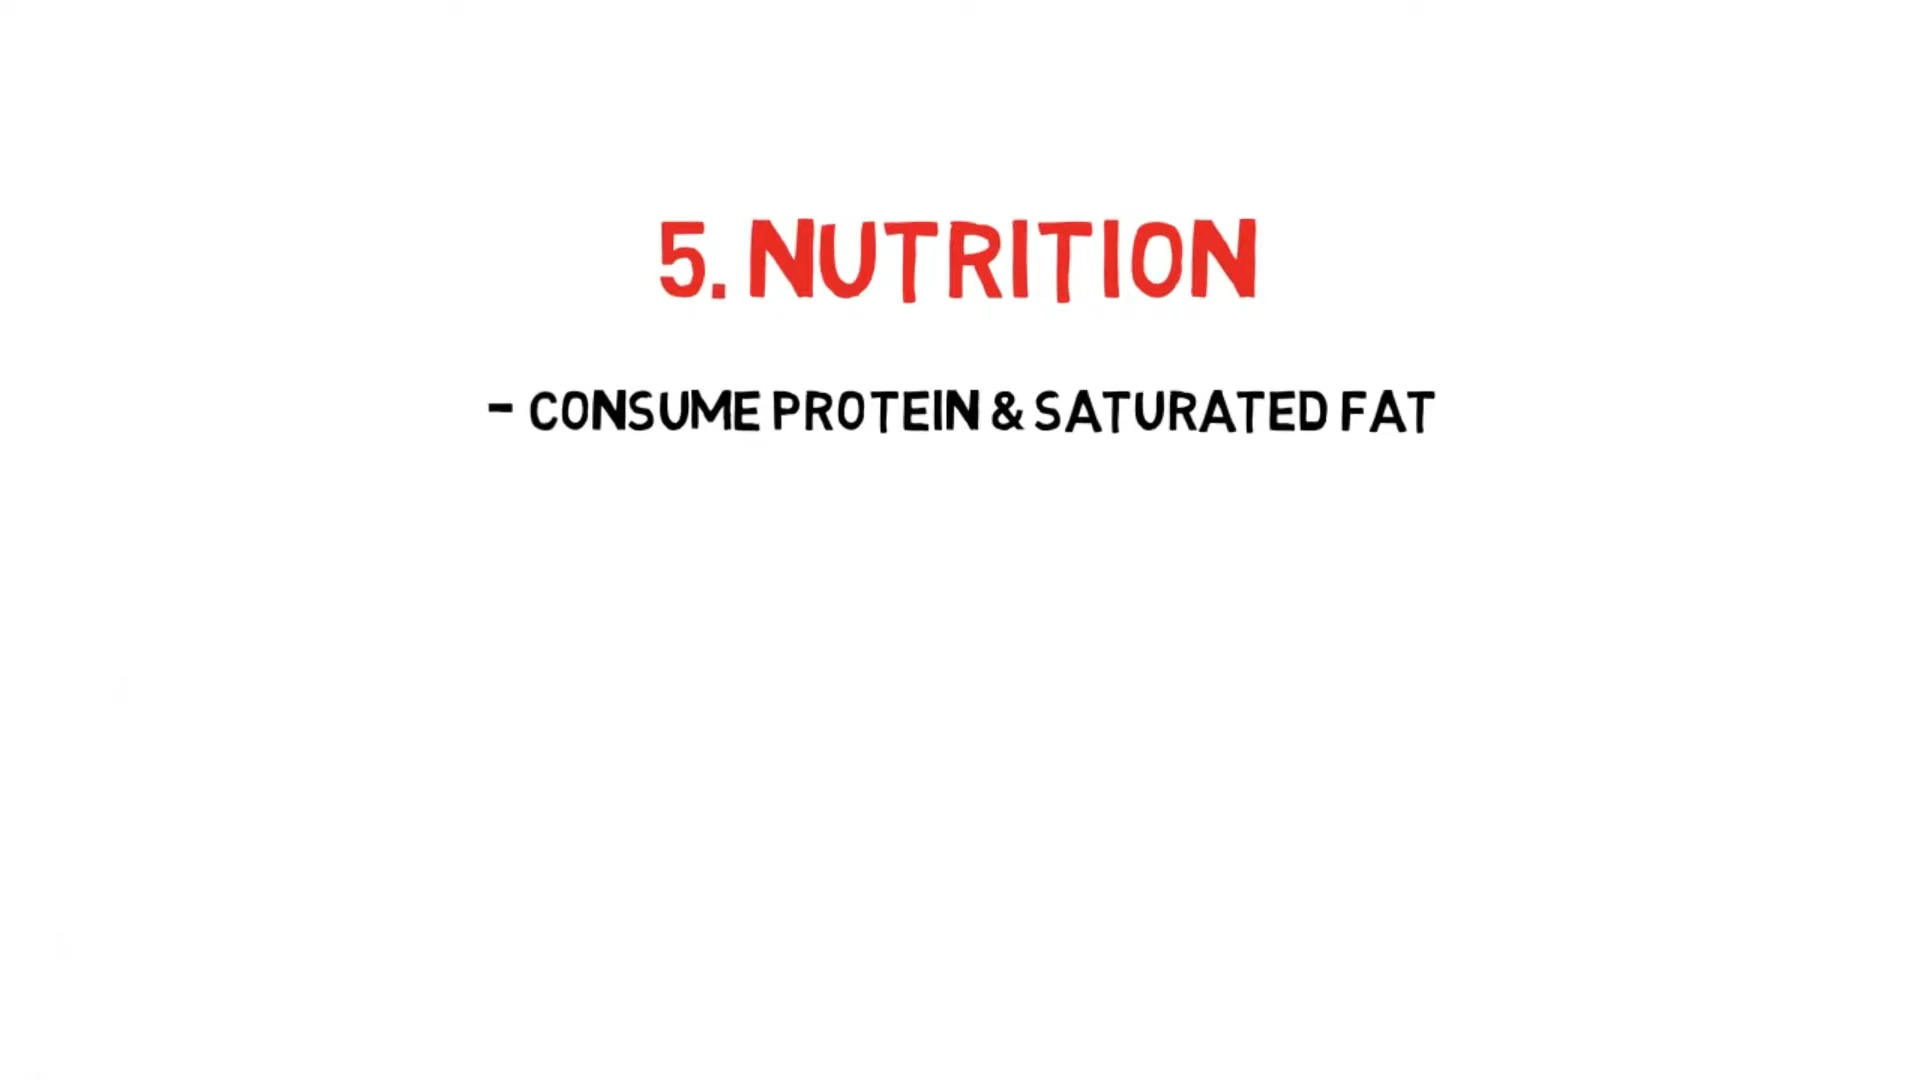 5. NUTRITION
- CONSUME PROTEIN & SATURATED FAT